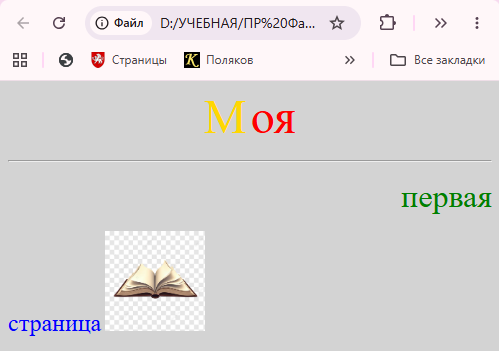 Файл D:/УЧЕБНАЯ/ПР%20Фа...
Страницы Поляков Все закладки
Моя
первая
страница